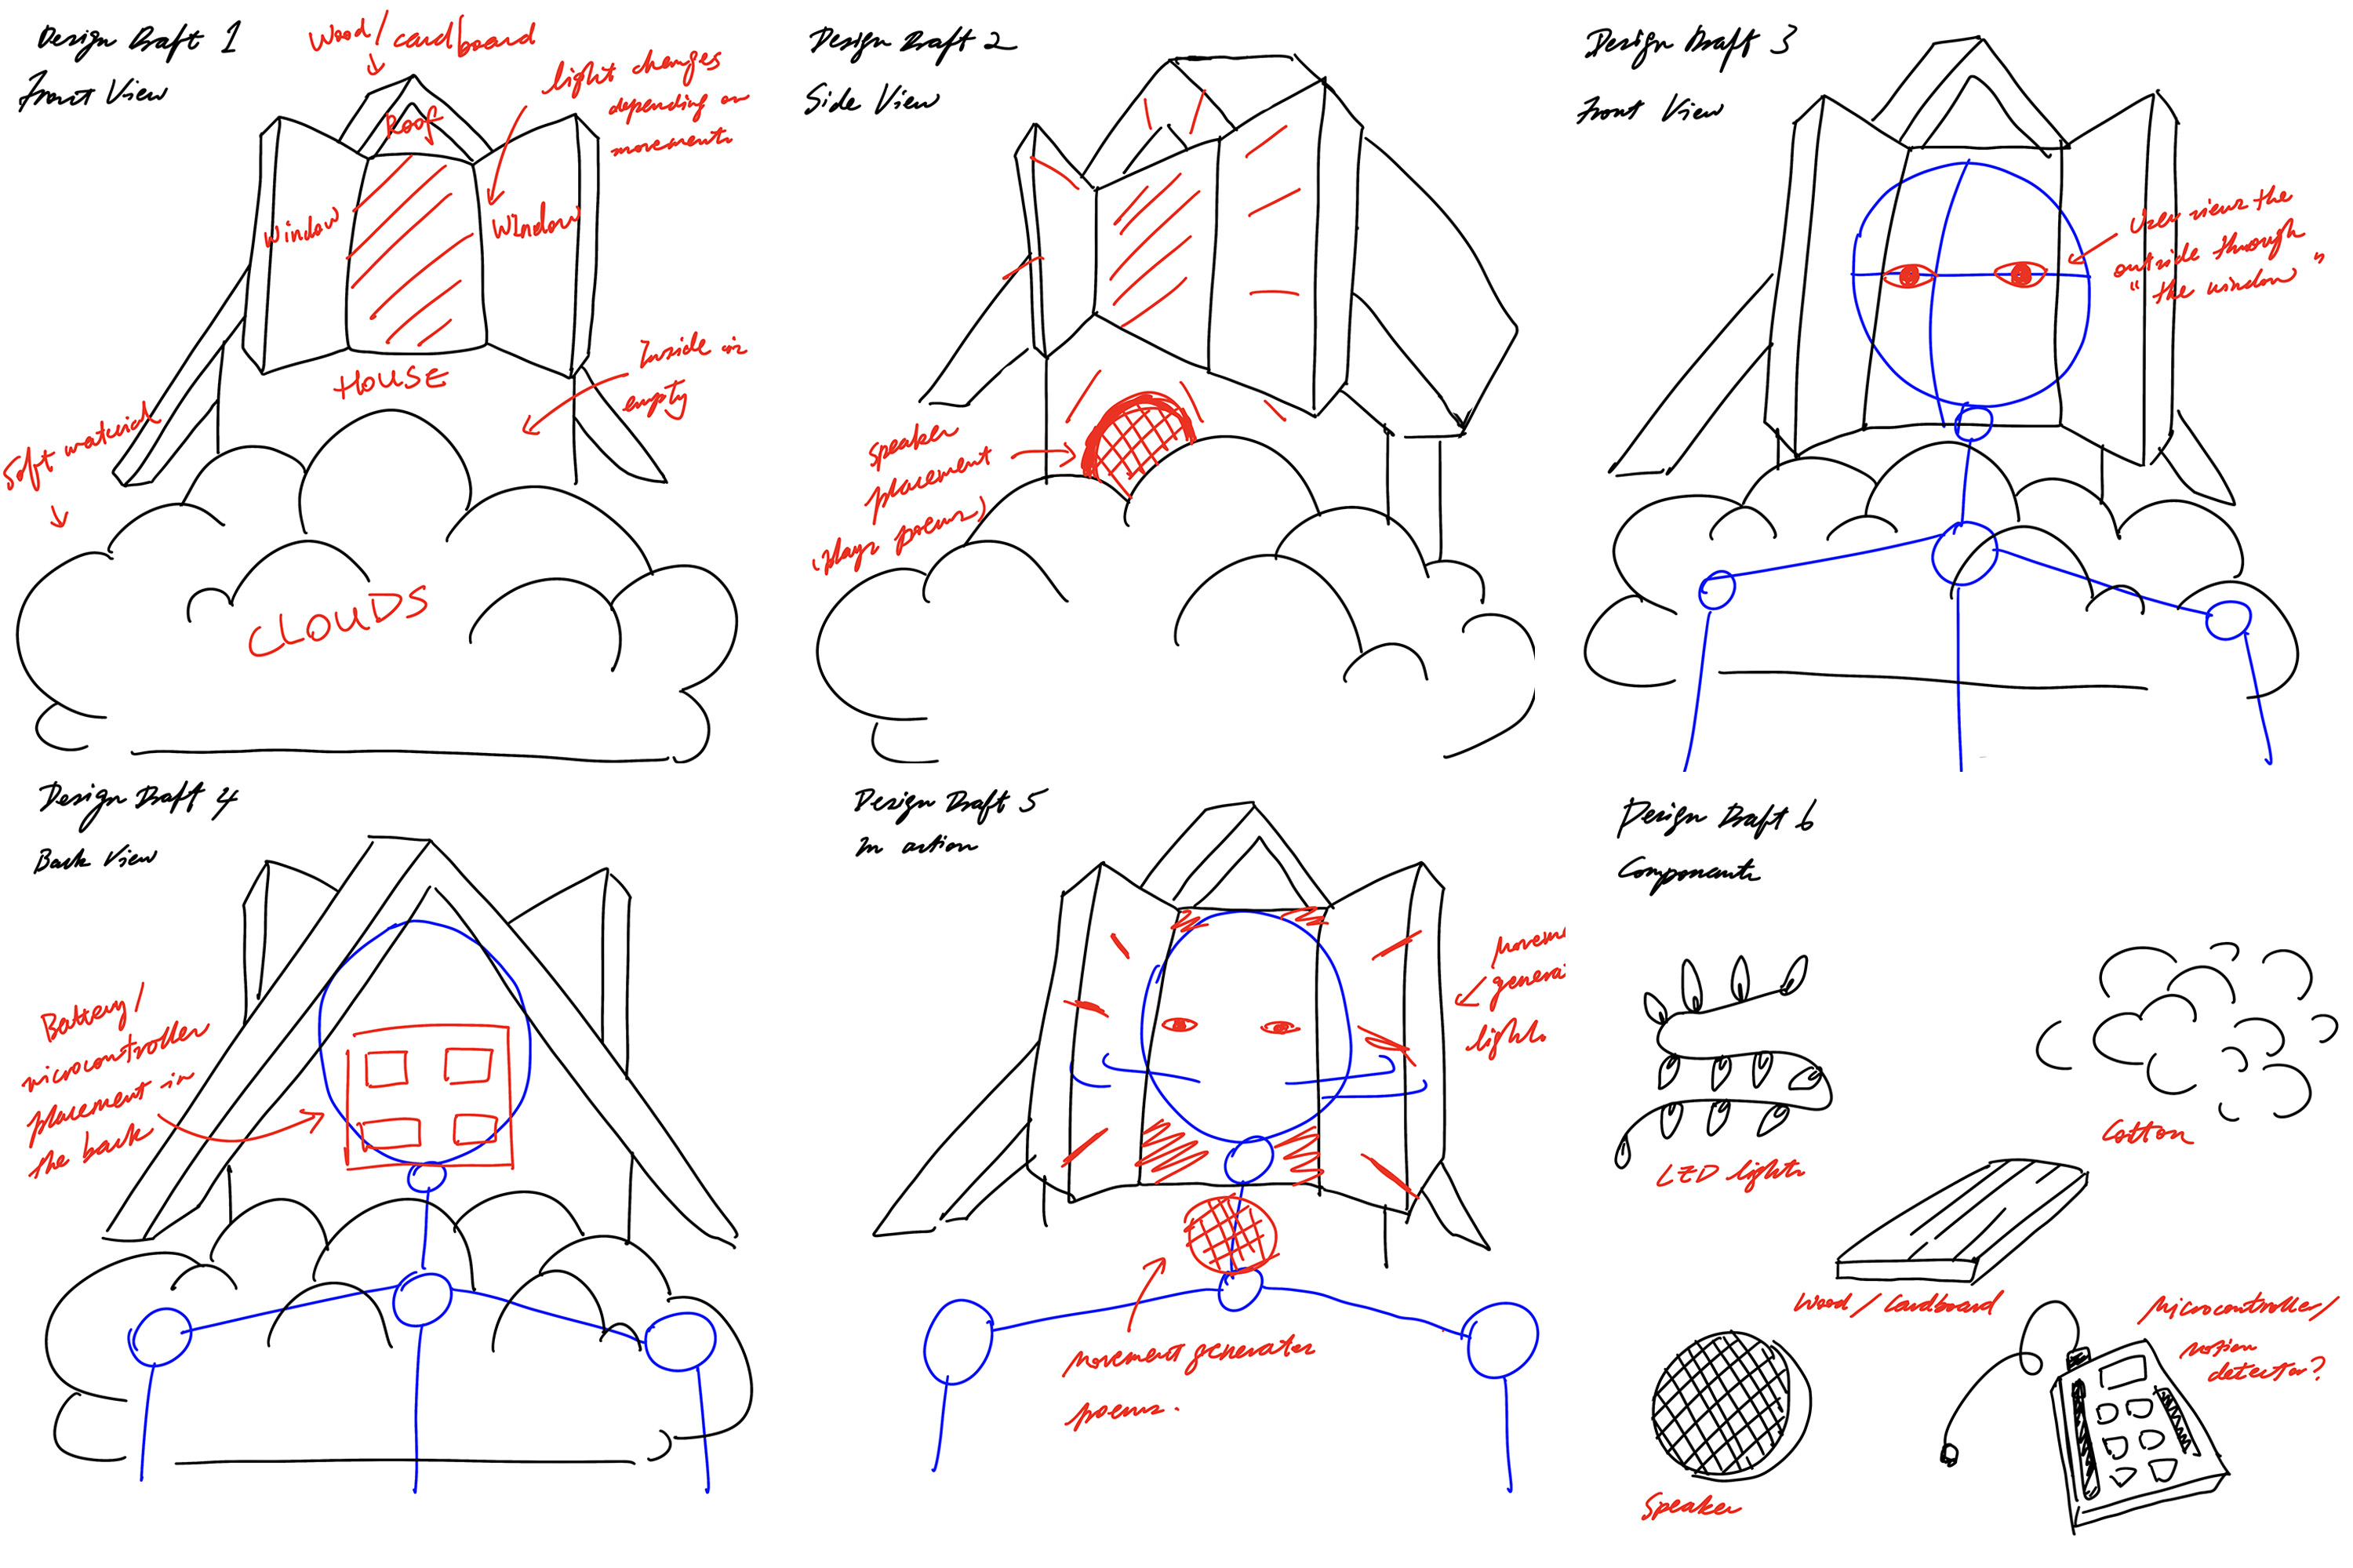 Design Draft 1
Front View
Wood/cardboard
light changes
depending on
movements
Roof
Window
Window
HOUSE
Inside is
empty
Soft material
CLOUDS
Design Draft 2
Side View
Speaker
placement
(plays poems)
Design Draft 3
Front View
User views the
outside through
"the window"
Design Draft 4
Back View
Battery/
microcontroller
placement in
the back
Design Draft 5
In action
Movem
genera
lights
Movement generates
poems.
Design Draft 6
Components
LED lights
Cotton
Wood/Cardboard
Speaker
Microcontroller/
motion
detector?